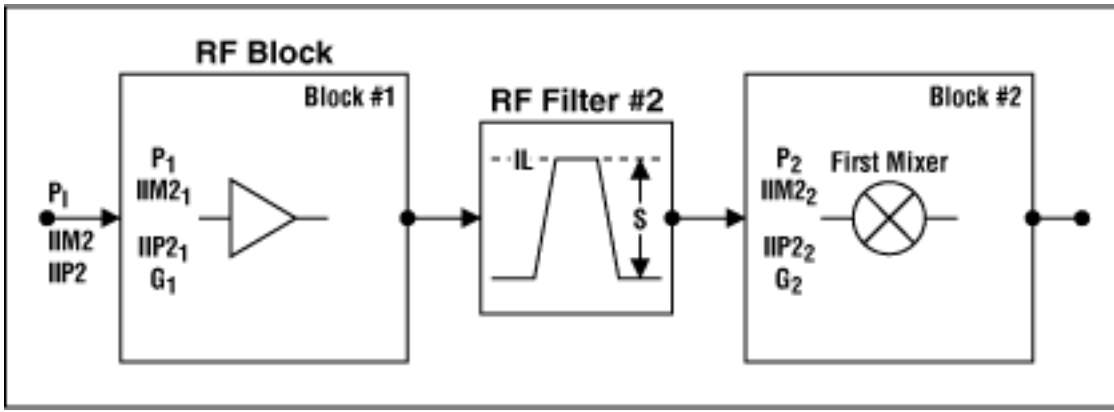 RF Block
Block #1
P₁
IIM2₁
IIP2₁
G₁
P_I
IIM2
IIP2
RF Filter #2
IL
S
Block #2
P₂
First Mixer
IIM2₂
IIP2₂
G₂